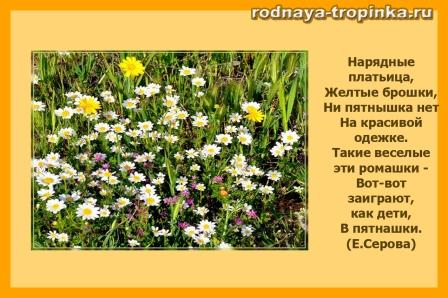 rodnaya-tropinka.ru
Нарядные
платьица,
Желтые брошки,
Ни пятнышка нет
На красивой
одежке.
Такие веселые
эти ромашки -
Вот-вот
заиграют,
как дети,
В пятнашки.
(Е.Серова)